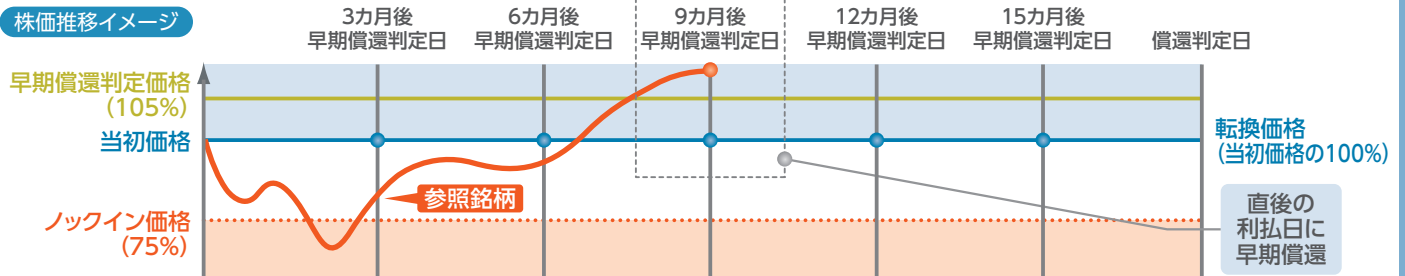 株価推移イメージ
3カ月後
早期償還判定日
6カ月後
早期償還判定日
9カ月後
早期償還判定日
12カ月後
早期償還判定日
15カ月後
早期償還判定日
償還判定日
早期償還判定価格
(105%)
当初価格
転換価格
(当初価格の100%)
参照銘柄
ノックイン価格
(75%)
直後の
利払日に
早期償還